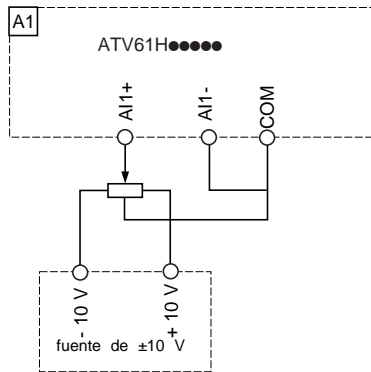 A1
ATV61H●●●●●
AI1+
AI1-
COM
- 10 V
+ 10 V
fuente de ±10 V